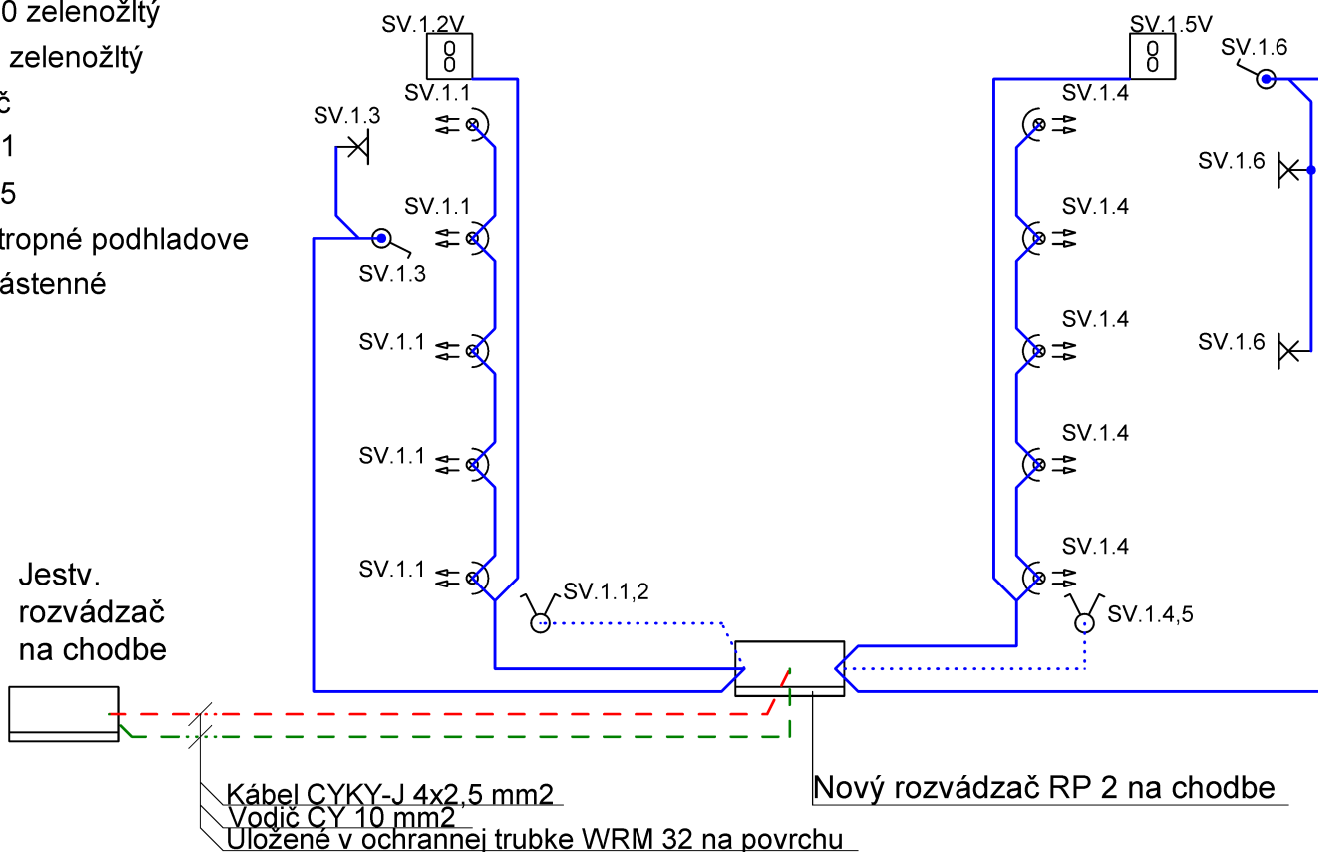 0 zelenožltý
zelenožltý
č
1
5
tropné podhladove
ástenné
SV.1.2V
SV.1.1
SV.1.3
SV.1.1
SV.1.3
SV.1.1
SV.1.1
SV.1.1
SV.1.1,2
SV.1.5V
SV.1.6
SV.1.4
SV.1.6
SV.1.4
SV.1.4
SV.1.6
SV.1.4
SV.1.4
SV.1.4,5
Jestv.
rozvádzač
na chodbe
Kábel CYKY-J 4x2,5 mm2
Vodič CY 10 mm2
Uložené v ochrannej trubke WRM 32 na povrchu
Nový rozvádzač RP 2 na chodbe